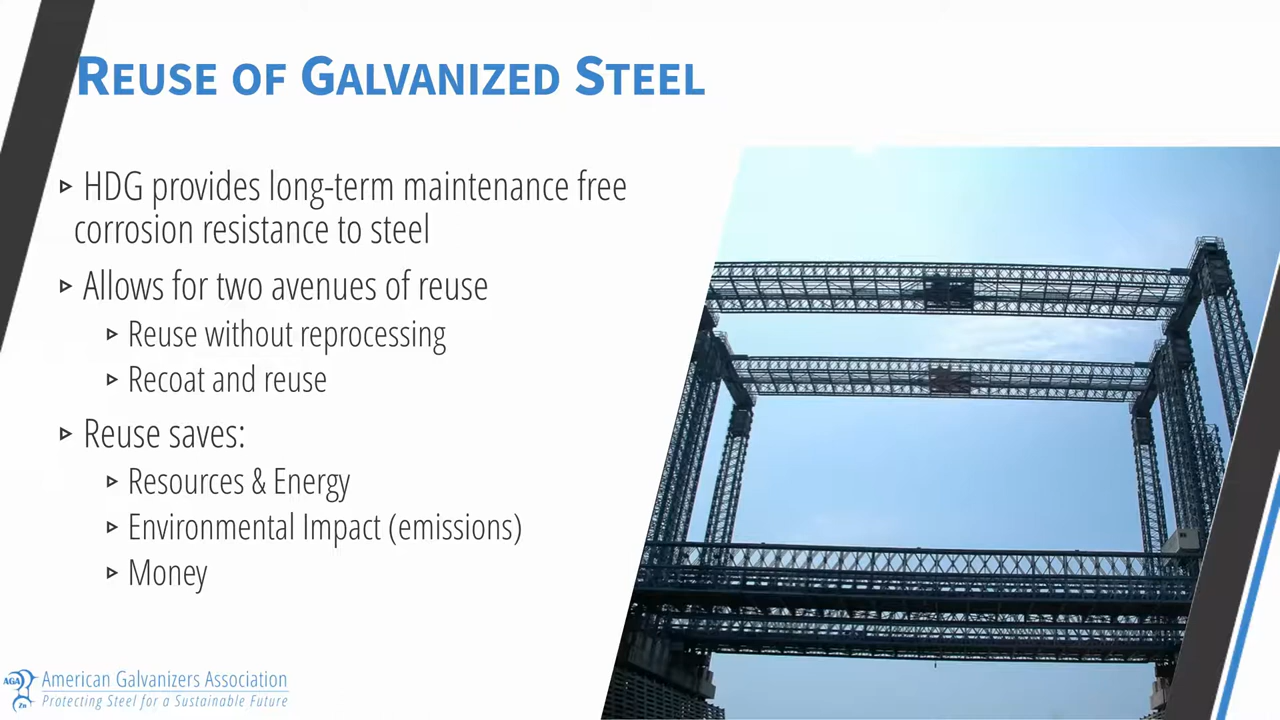 REUSE OF GALVANIZED STEEL
HDG provides long-term maintenance free
corrosion resistance to steel
Allows for two avenues of reuse
Reuse without reprocessing
Recoat and reuse
Reuse saves:
Resources & Energy
Environmental Impact (emissions)
Money
AGA
Zn
American Galvanizers Association
Protecting Steel for a Sustainable Future